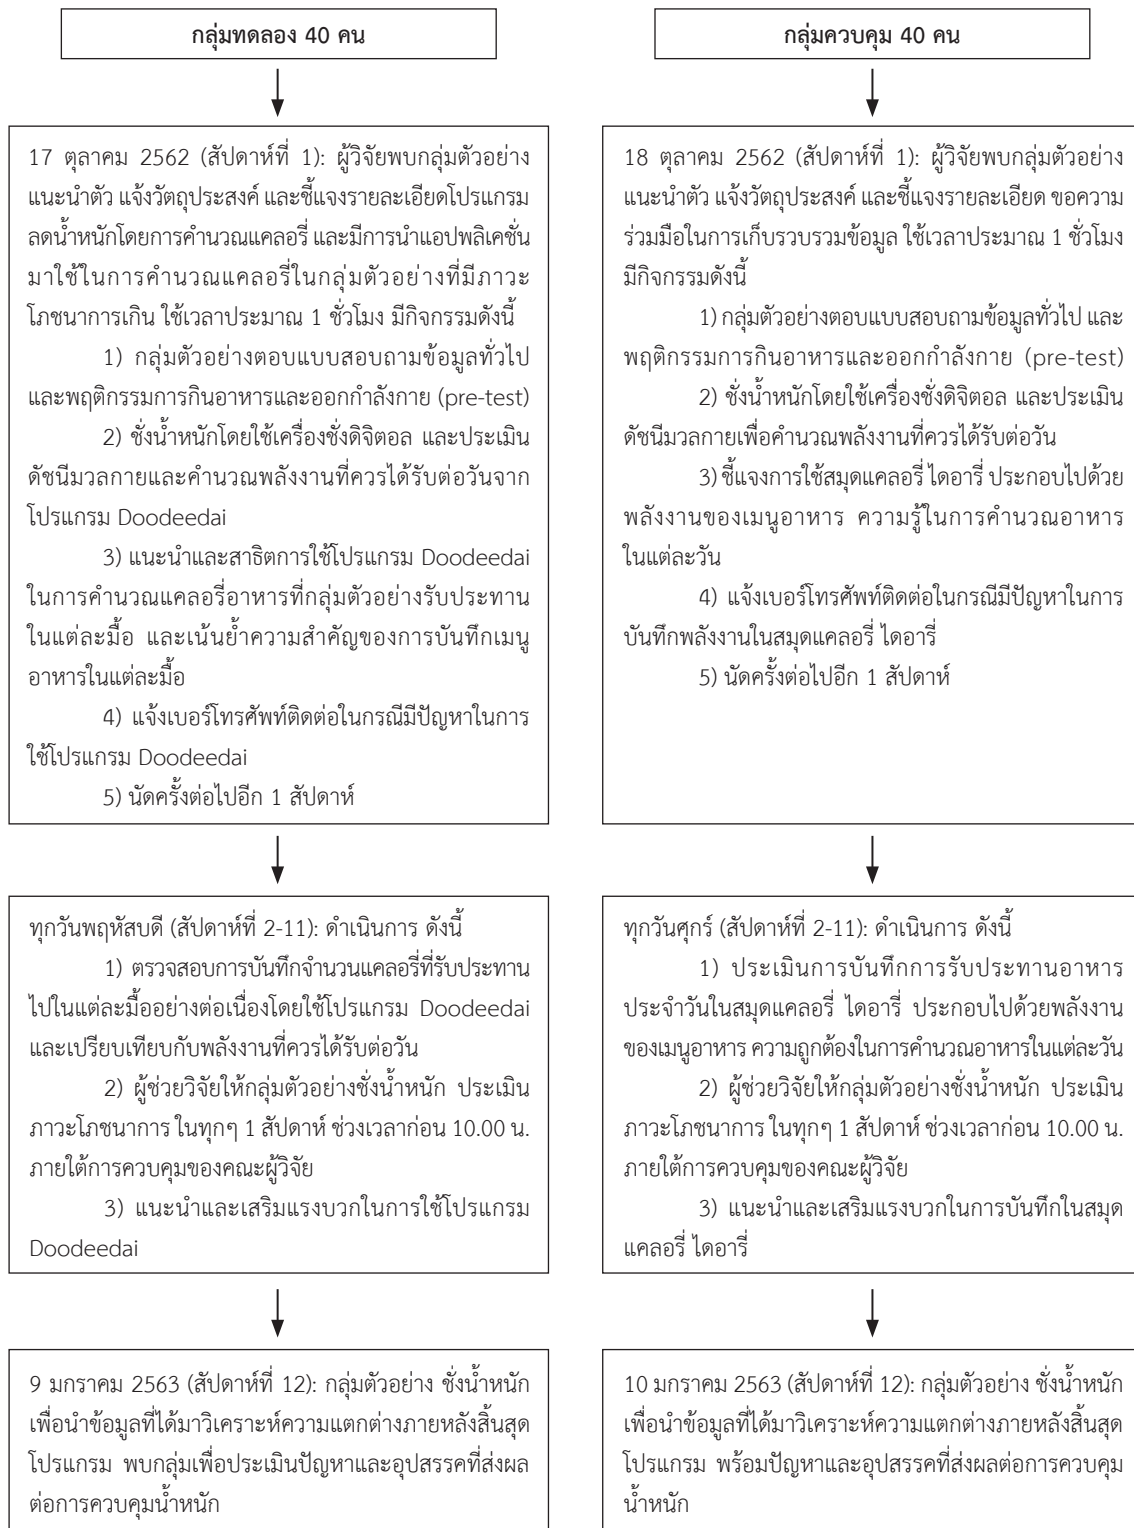 กลุ่มทดลอง 40 คน
17 ตุลาคม 2562 (สัปดาห์ที่ 1): ผู้วิจัยพบกลุ่มตัวอย่าง
แนะนำตัว แจ้งวัตถุประสงค์ และชี้แจงรายละเอียดโปรแกรม
ลดน้ำหนักโดยการคำนวณแคลอรี่ และมีการนำแอปพลิเคชั่น
มาใช้ในการคำนวณแคลอรี่ในกลุ่มตัวอย่างที่มีภาวะ
โภชนาการเกิน ใช้เวลาประมาณ 1 ชั่วโมง มีกิจกรรมดังนี้
1) กลุ่มตัวอย่างตอบแบบสอบถามข้อมูลทั่วไป
และพฤติกรรมการกินอาหารและออกกำลังกาย (pre-test)
2) ชั่งน้ำหนักโดยใช้เครื่องชั่งดิจิตอล และประเมิน
ดัชนีมวลกายและคำนวณพลังงานที่ควรได้รับต่อวันจาก
โปรแกรม Doodeedai
3) แนะนำและสาธิตการใช้โปรแกรม Doodeedai
ในการคำนวณแคลอรี่อาหารที่กลุ่มตัวอย่างรับประทาน
ในแต่ละมื้อ และเน้นย้ำความสำคัญของการบันทึกเมนู
อาหารในแต่ละมื้อ
4) แจ้งเบอร์โทรศัพท์ติดต่อในกรณีมีปัญหาในการ
ใช้โปรแกรม Doodeedai
5) นัดครั้งต่อไปอีก 1 สัปดาห์
ทุกวันพฤหัสบดี (สัปดาห์ที่ 2-11): ดำเนินการ ดังนี้
1) ตรวจสอบการบันทึกจำนวนแคลอรี่ที่รับประทาน
ไปในแต่ละมื้ออย่างต่อเนื่องโดยใช้โปรแกรม Doodeedai
และเปรียบเทียบกับพลังงานที่ควรได้รับต่อวัน
2) ผู้ช่วยวิจัยให้กลุ่มตัวอย่างชั่งน้ำหนัก ประเมิน
ภาวะโภชนาการ ในทุกๆ 1 สัปดาห์ ช่วงเวลาก่อน 10.00 น.
ภายใต้การควบคุมของคณะผู้วิจัย
3) แนะนำและเสริมแรงบวกในการใช้โปรแกรม
Doodeedai
9 มกราคม 2563 (สัปดาห์ที่ 12): กลุ่มตัวอย่าง ชั่งน้ำหนัก
เพื่อนำข้อมูลที่ได้มาวิเคราะห์ความแตกต่างภายหลังสิ้นสุด
โปรแกรม พบกลุ่มเพื่อประเมินปัญหาและอุปสรรคที่ส่งผล
ต่อการควบคุมน้ำหนัก
กลุ่มควบคุม 40 คน
18 ตุลาคม 2562 (สัปดาห์ที่ 1): ผู้วิจัยพบกลุ่มตัวอย่าง
แนะนำตัว แจ้งวัตถุประสงค์ และชี้แจงรายละเอียด ขอความ
ร่วมมือในการเก็บรวบรวมข้อมูล ใช้เวลาประมาณ 1 ชั่วโมง
มีกิจกรรมดังนี้
1) กลุ่มตัวอย่างตอบแบบสอบถามข้อมูลทั่วไป และ
พฤติกรรมการกินอาหารและออกกำลังกาย (pre-test)
2) ชั่งน้ำหนักโดยใช้เครื่องชั่งดิจิตอล และประเมิน
ดัชนีมวลกายเพื่อคำนวณพลังงานที่ควรได้รับต่อวัน
3) ชี้แจงการใช้สมุดแคลอรี่ ไดอารี่ ประกอบไปด้วย
พลังงานของเมนูอาหาร ความรู้ในการคำนวณอาหาร
ในแต่ละวัน
4) แจ้งเบอร์โทรศัพท์ติดต่อในกรณีมีปัญหาในการ
บันทึกพลังงานในสมุดแคลอรี่ ไดอารี่
5) นัดครั้งต่อไปอีก 1 สัปดาห์
ทุกวันศุกร์ (สัปดาห์ที่ 2-11): ดำเนินการ ดังนี้
1) ประเมินการบันทึกการรับประทานอาหาร
ประจำวันในสมุดแคลอรี่ ไดอารี่ ประกอบไปด้วยพลังงาน
ของเมนูอาหาร ความถูกต้องในการคำนวณอาหารในแต่ละวัน
2) ผู้ช่วยวิจัยให้กลุ่มตัวอย่างชั่งน้ำหนัก ประเมิน
ภาวะโภชนาการ ในทุกๆ 1 สัปดาห์ ช่วงเวลาก่อน 10.00 น.
ภายใต้การควบคุมของคณะผู้วิจัย
3) แนะนำและเสริมแรงบวกในการบันทึกในสมุด
แคลอรี่ ไดอารี่
10 มกราคม 2563 (สัปดาห์ที่ 12): กลุ่มตัวอย่าง ชั่งน้ำหนัก
เพื่อนำข้อมูลที่ได้มาวิเคราะห์ความแตกต่างภายหลังสิ้นสุด
โปรแกรม พร้อมปัญหาและอุปสรรคที่ส่งผลต่อการควบคุม
น้ำหนัก